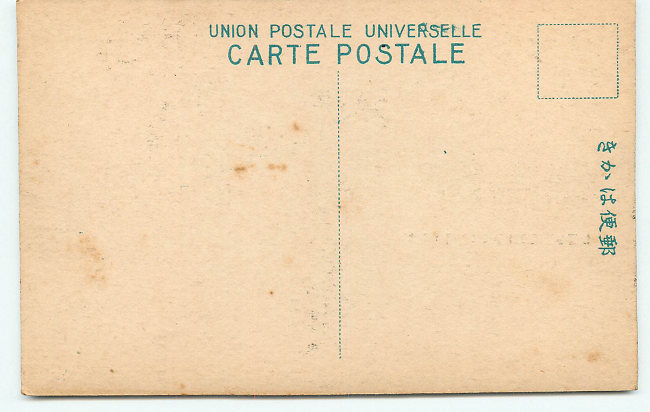 UNION POSTALE UNIVERSELLE
CARTE POSTALE
郵便はかき